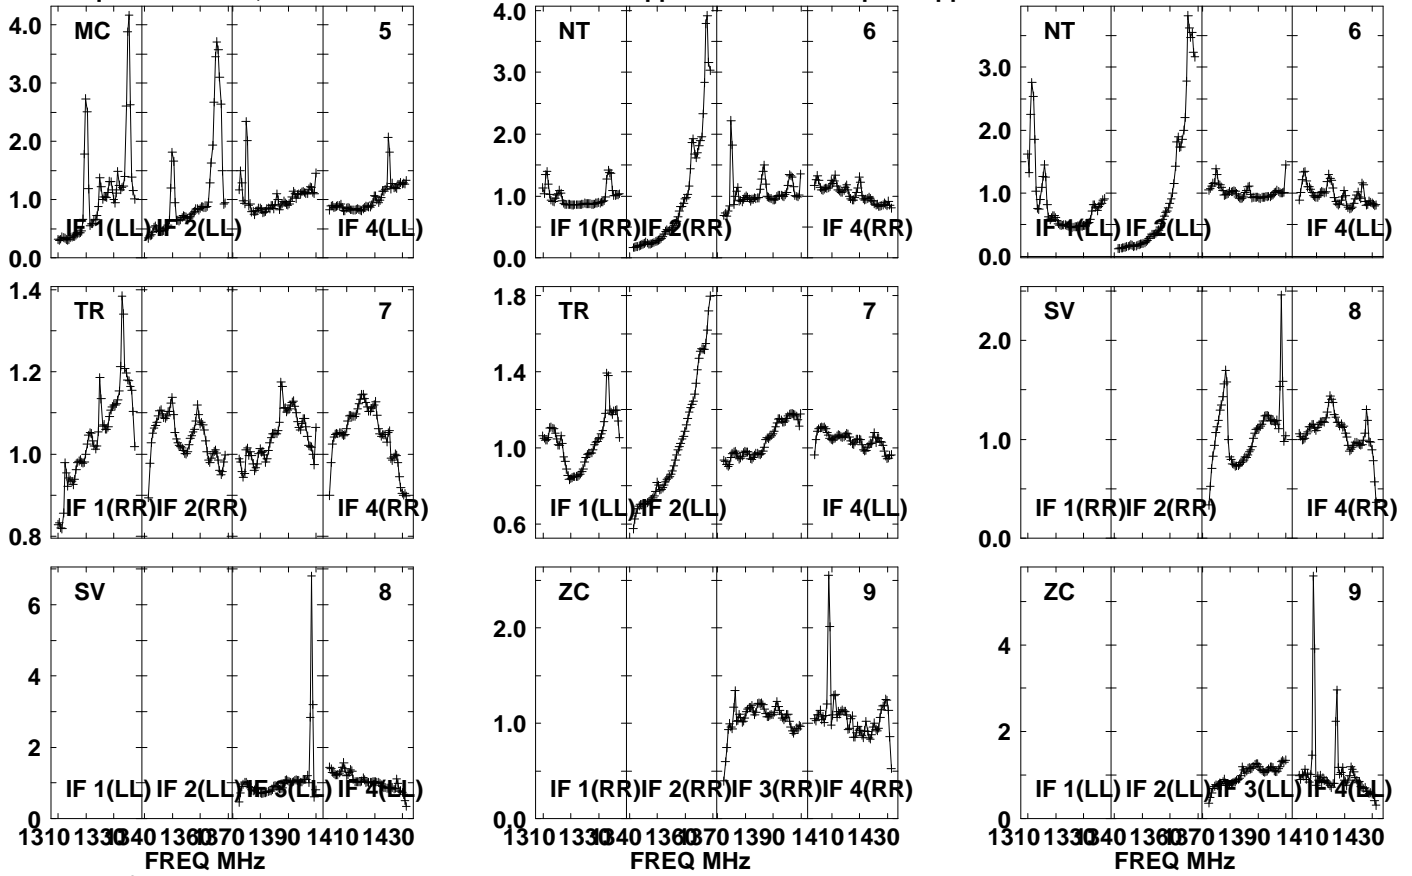 MC 5 NT 6 NT 6
4.0 3.0 2.0 1.0 0.0
4.0 3.0 2.0 1.0 0.0
3.0 2.0 1.0 0.0
IF 1(LL) IF 2(LL) IF 4(LL)
IF 1(RR) IF 2(RR) IF 4(RR)
IF 1(LL) IF 2(LL) IF 4(LL)
TR 7 TR 7 SV 8
1.4 1.2 1.0 0.8
1.8 1.4 1.0 0.6
2.0 1.0 0.0
IF 1(RR) IF 2(RR) IF 4(RR)
IF 1(LL) IF 2(LL) IF 4(LL)
IF 1(RR) IF 2(RR) IF 4(RR)
SV 8 ZC 9 ZC 9
6 4 2 0
2.0 1.0 0.0
4 2 0
IF 1(LL) IF 2(LL) IF 3(LL) IF 4(LL)
IF 1(RR) IF 2(RR) IF 3(RR) IF 4(RR)
IF 1(LL) IF 2(LL) IF 3(LL) IF 4(LL)
1310 1330 1340 1360 1370 1390 1410 1430
1310 1330 1340 1360 1370 1390 1410 1430
1310 1330 1340 1360 1370 1390 1410 1430
FREQ MHz FREQ MHz FREQ MHz